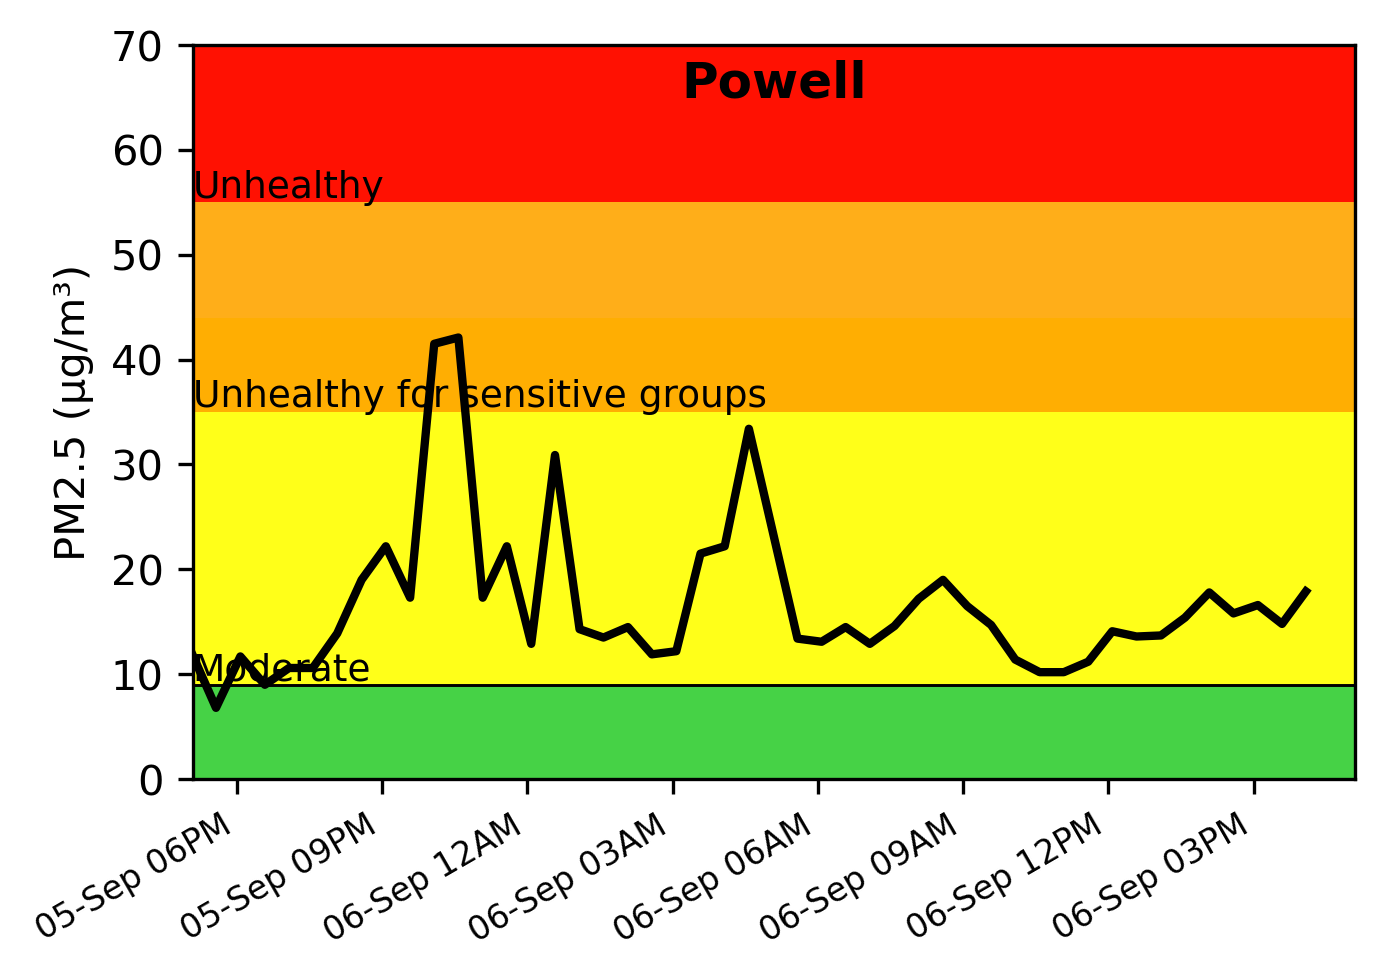 Powell
70
60
50
40
30
20
10
0
PM2.5 (µg/m³)
Unhealthy
Unhealthy for sensitive groups
Moderate
05-Sep 06PM
05-Sep 09PM
06-Sep 12AM
06-Sep 03AM
06-Sep 06AM
06-Sep 09AM
06-Sep 12PM
06-Sep 03PM